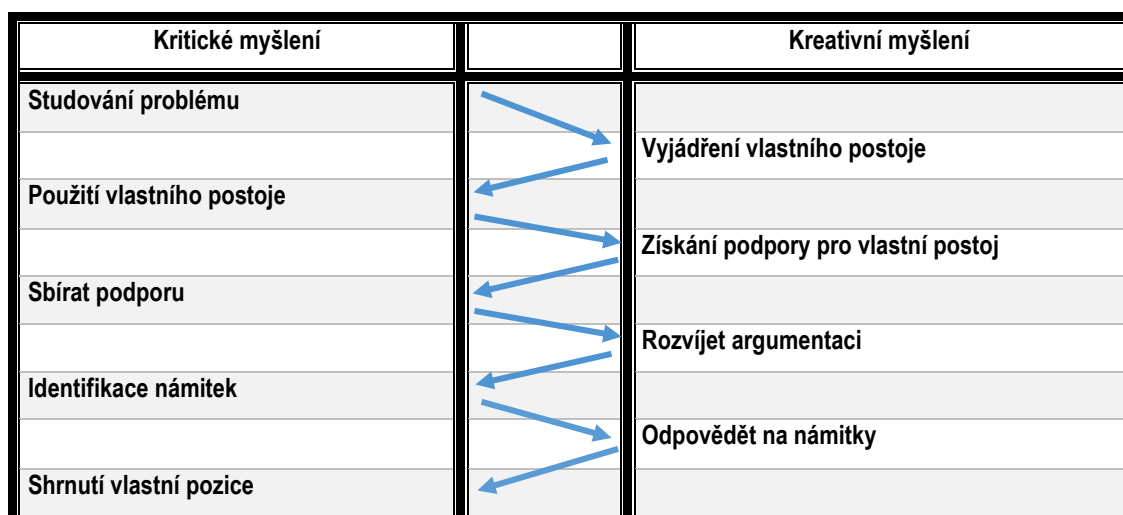 Kritické myšlení
Kreativní myšlení
Studování problému
Vyjádření vlastního postoje
Použití vlastního postoje
Získání podpory pro vlastní postoj
Sbírat podporu
Rozvíjet argumentaci
Identifikace námitek
Odpovědět na námitky
Shrnutí vlastní pozice